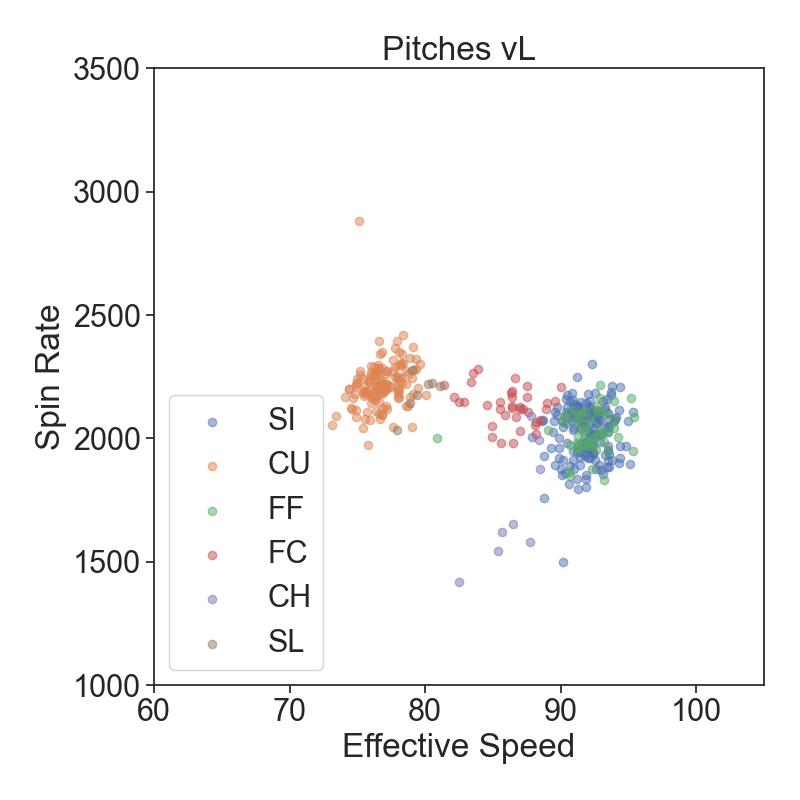 Pitches vL
3500
3000
2500
2000
1500
1000
Spin Rate
SI
CU
FF
FC
CH
SL
60 70 80 90 100
Effective Speed